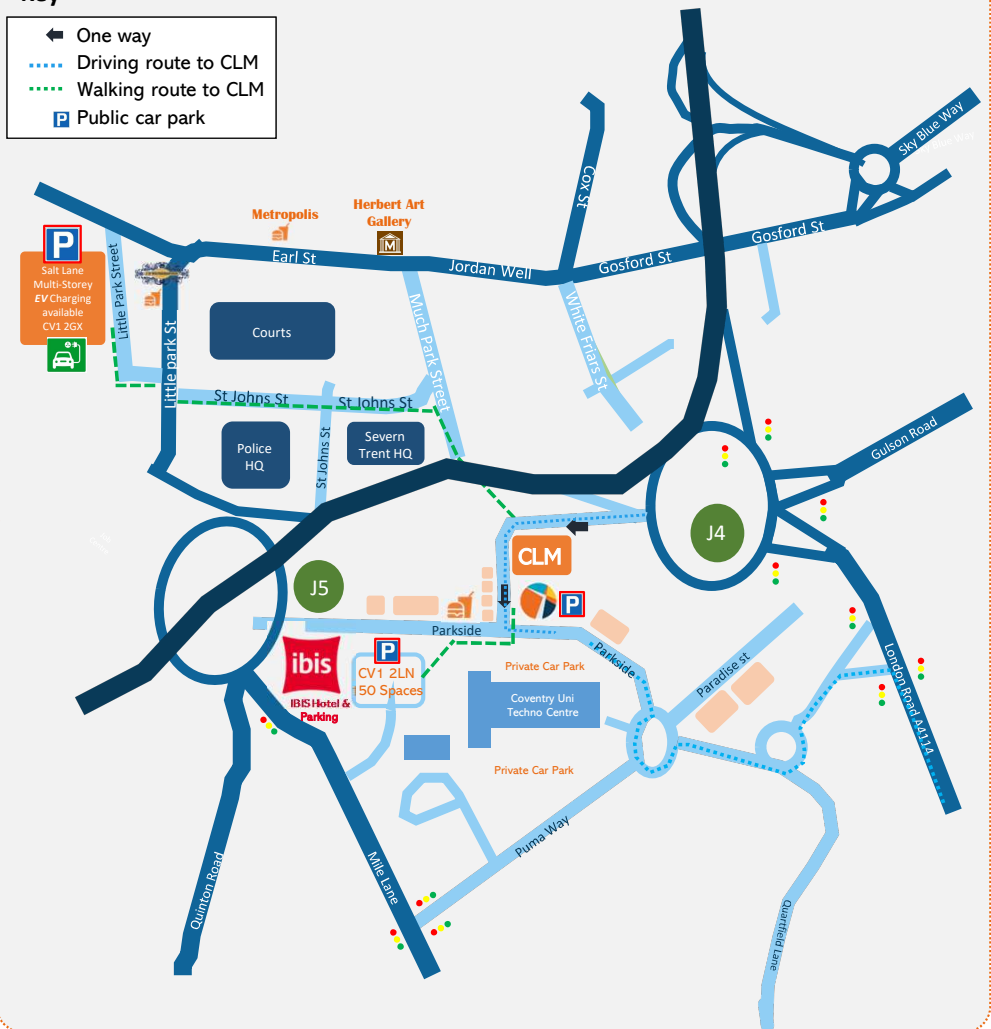 Key
One way
Driving route to CLM
Walking route to CLM
P Public car park
Sky Blue Way
Cox St
Metropolis
Herbert Art
Gallery
M
P
Salt Lane
Multi-Storey
EV Charging
available
CV1 2GX
Little Park Street
Earl St
Jordan Well
Gosford St
Gosford St
Little park St
Courts
Much Park Street
White Friars St
St Johns St
St Johns St
St Johns St
Police
HQ
Severn
Trent HQ
Gulson Road
J4
CLM
J5
P
Parkside
ibis
IBIS Hotel &
Parking
P
CV1 2LN
150 Spaces
Private Car Park
Parkside
Paradise st
Coventry Uni
Techno Centre
London Road A4114
Private Car Park
Puma Way
Mile Lane
Quinton Road
Quartfield Lane